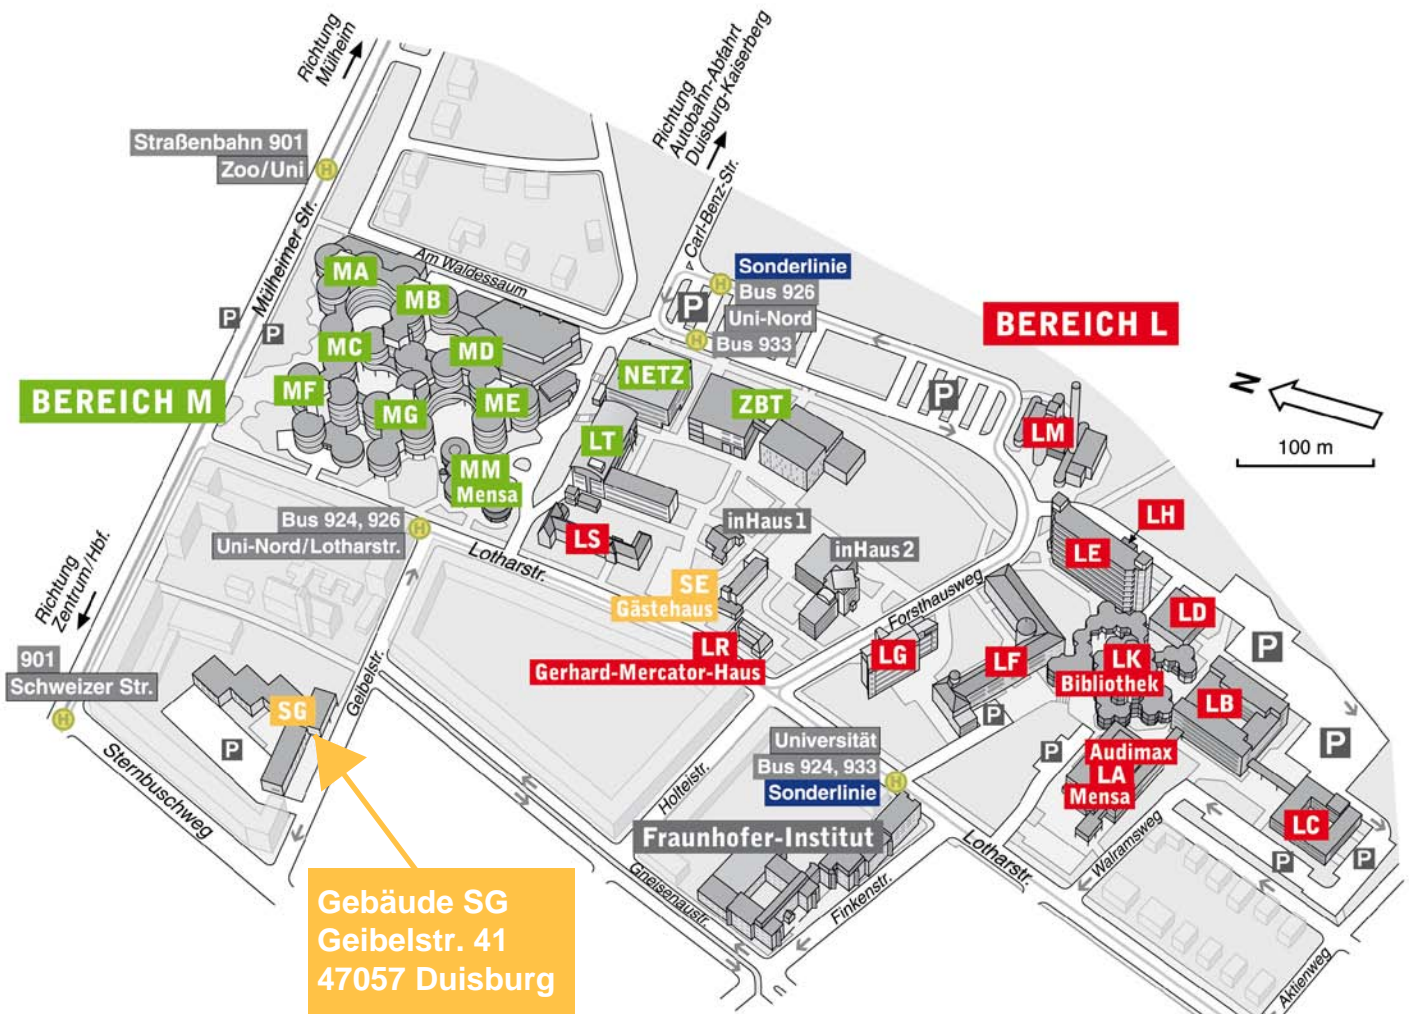 Richtung
Mülheim
Richtung
Autobahn-Abfahrt
Duisburg-Kaiserberg
Straßenbahn 901
Zoo/Uni
H
Mülheimer Str.
Carl-Benz-Str.
Am Waldessaum
MA
MB
MC
MD
MF
MG
ME
MM
Mensa
P
P
BEREICH M
Sonderlinie
Bus 926
Uni-Nord
Bus 933
H
H
P
BEREICH L
N
100 m
P
NETZ
ZBT
LT
LM
LS
inHaus1
inHaus2
LH
LE
Bus 924, 926
Uni-Nord/Lotharstr.
H
Lotharstr.
SE
Gästehaus
LR
Gerhard-Mercator-Haus
Forsthausweg
LG
LF
LD
LK
Bibliothek
LB
P
P
P
P
Richtung
Zentrum/Hbf.
901
Schweizer Str.
H
SG
P
Geibelstr.
Sternbuschweg
Universität
Bus 924, 933
Sonderlinie
H
Holteistr.
Audimax
LA
Mensa
LC
P
P
Fraunhofer-Institut
Gneisenaustr.
Finkenstr.
Lotharstr.
Walramsweg
Aktienweg
Gebäude SG
Geibelstr. 41
47057 Duisburg